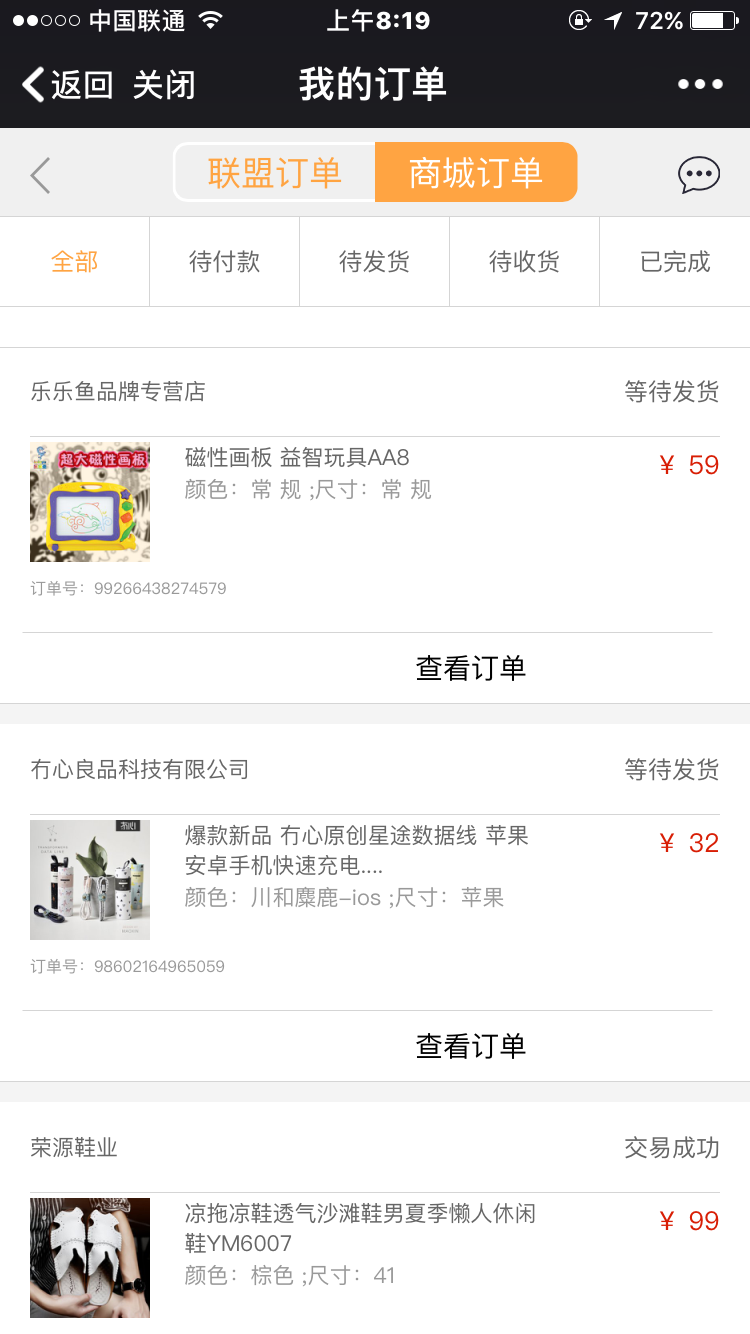 中国联通 上午8:19 72%
返回 关闭 我的订单
联盟订单 商城订单
全部 待付款 待发货 待收货 已完成
乐乐鱼品牌专营店 等待发货
超大磁性画板
磁性画板 益智玩具AA8 ¥ 59
颜色：常 规 ;尺寸：常 规
订单号：99266438274579
查看订单
冇心良品科技有限公司 等待发货
爆款新品 冇心原创星途数据线 苹果 ¥ 32
安卓手机快速充电....
颜色：川和麋鹿-ios ;尺寸：苹果
订单号：98602164965059
查看订单
荣源鞋业 交易成功
凉拖凉鞋透气沙滩鞋男夏季懒人休闲 ¥ 99
鞋YM6007
颜色：棕色 ;尺寸：41